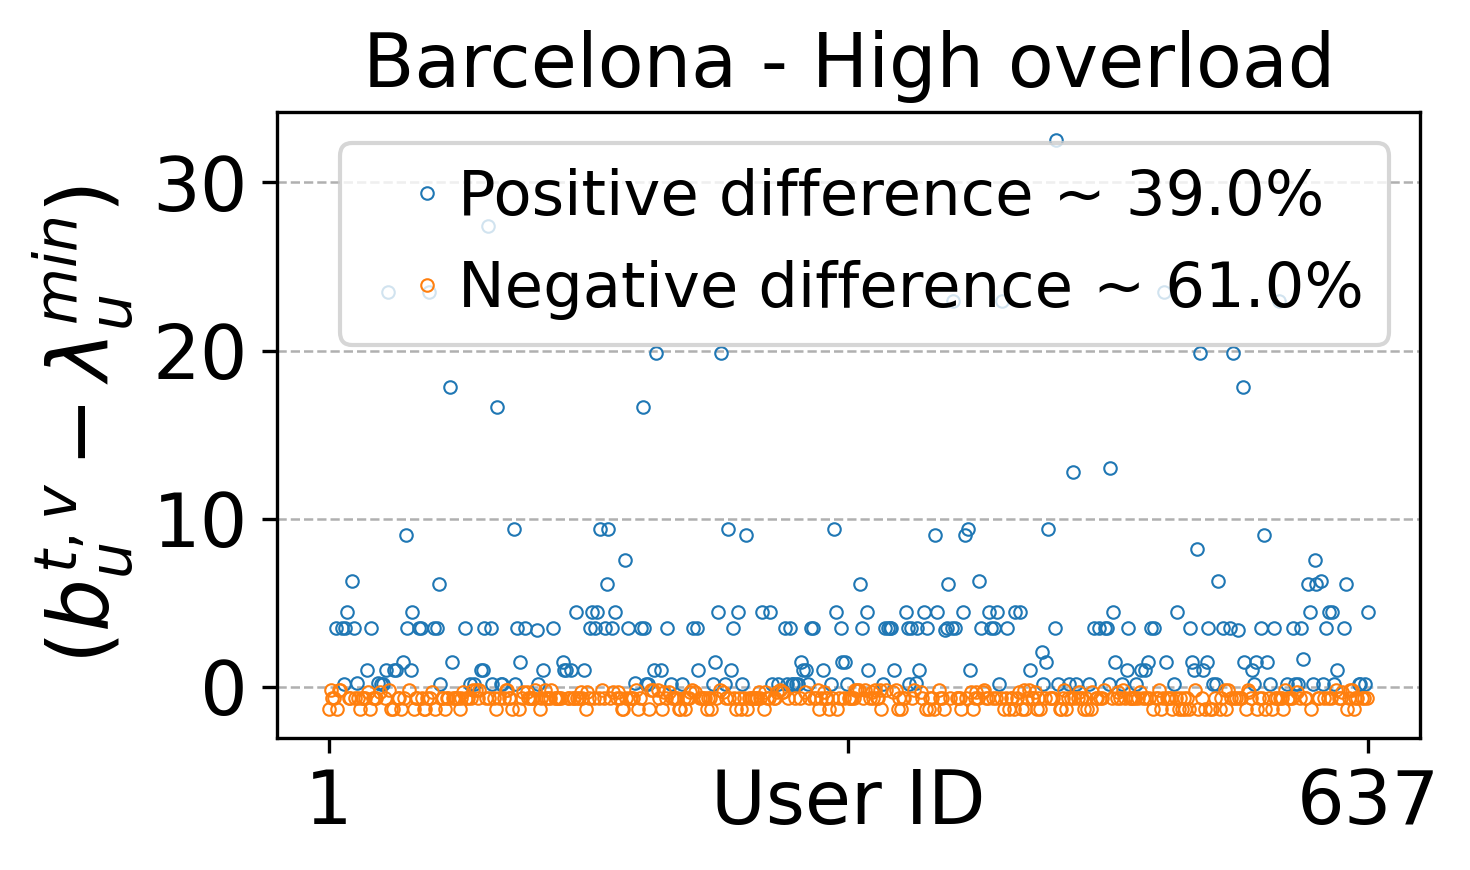 Barcelona - High overload
(b_u^{t, v} − λ_u^{min})
30
20
10
0
Positive difference ~ 39.0%
Negative difference ~ 61.0%
1
User ID
637